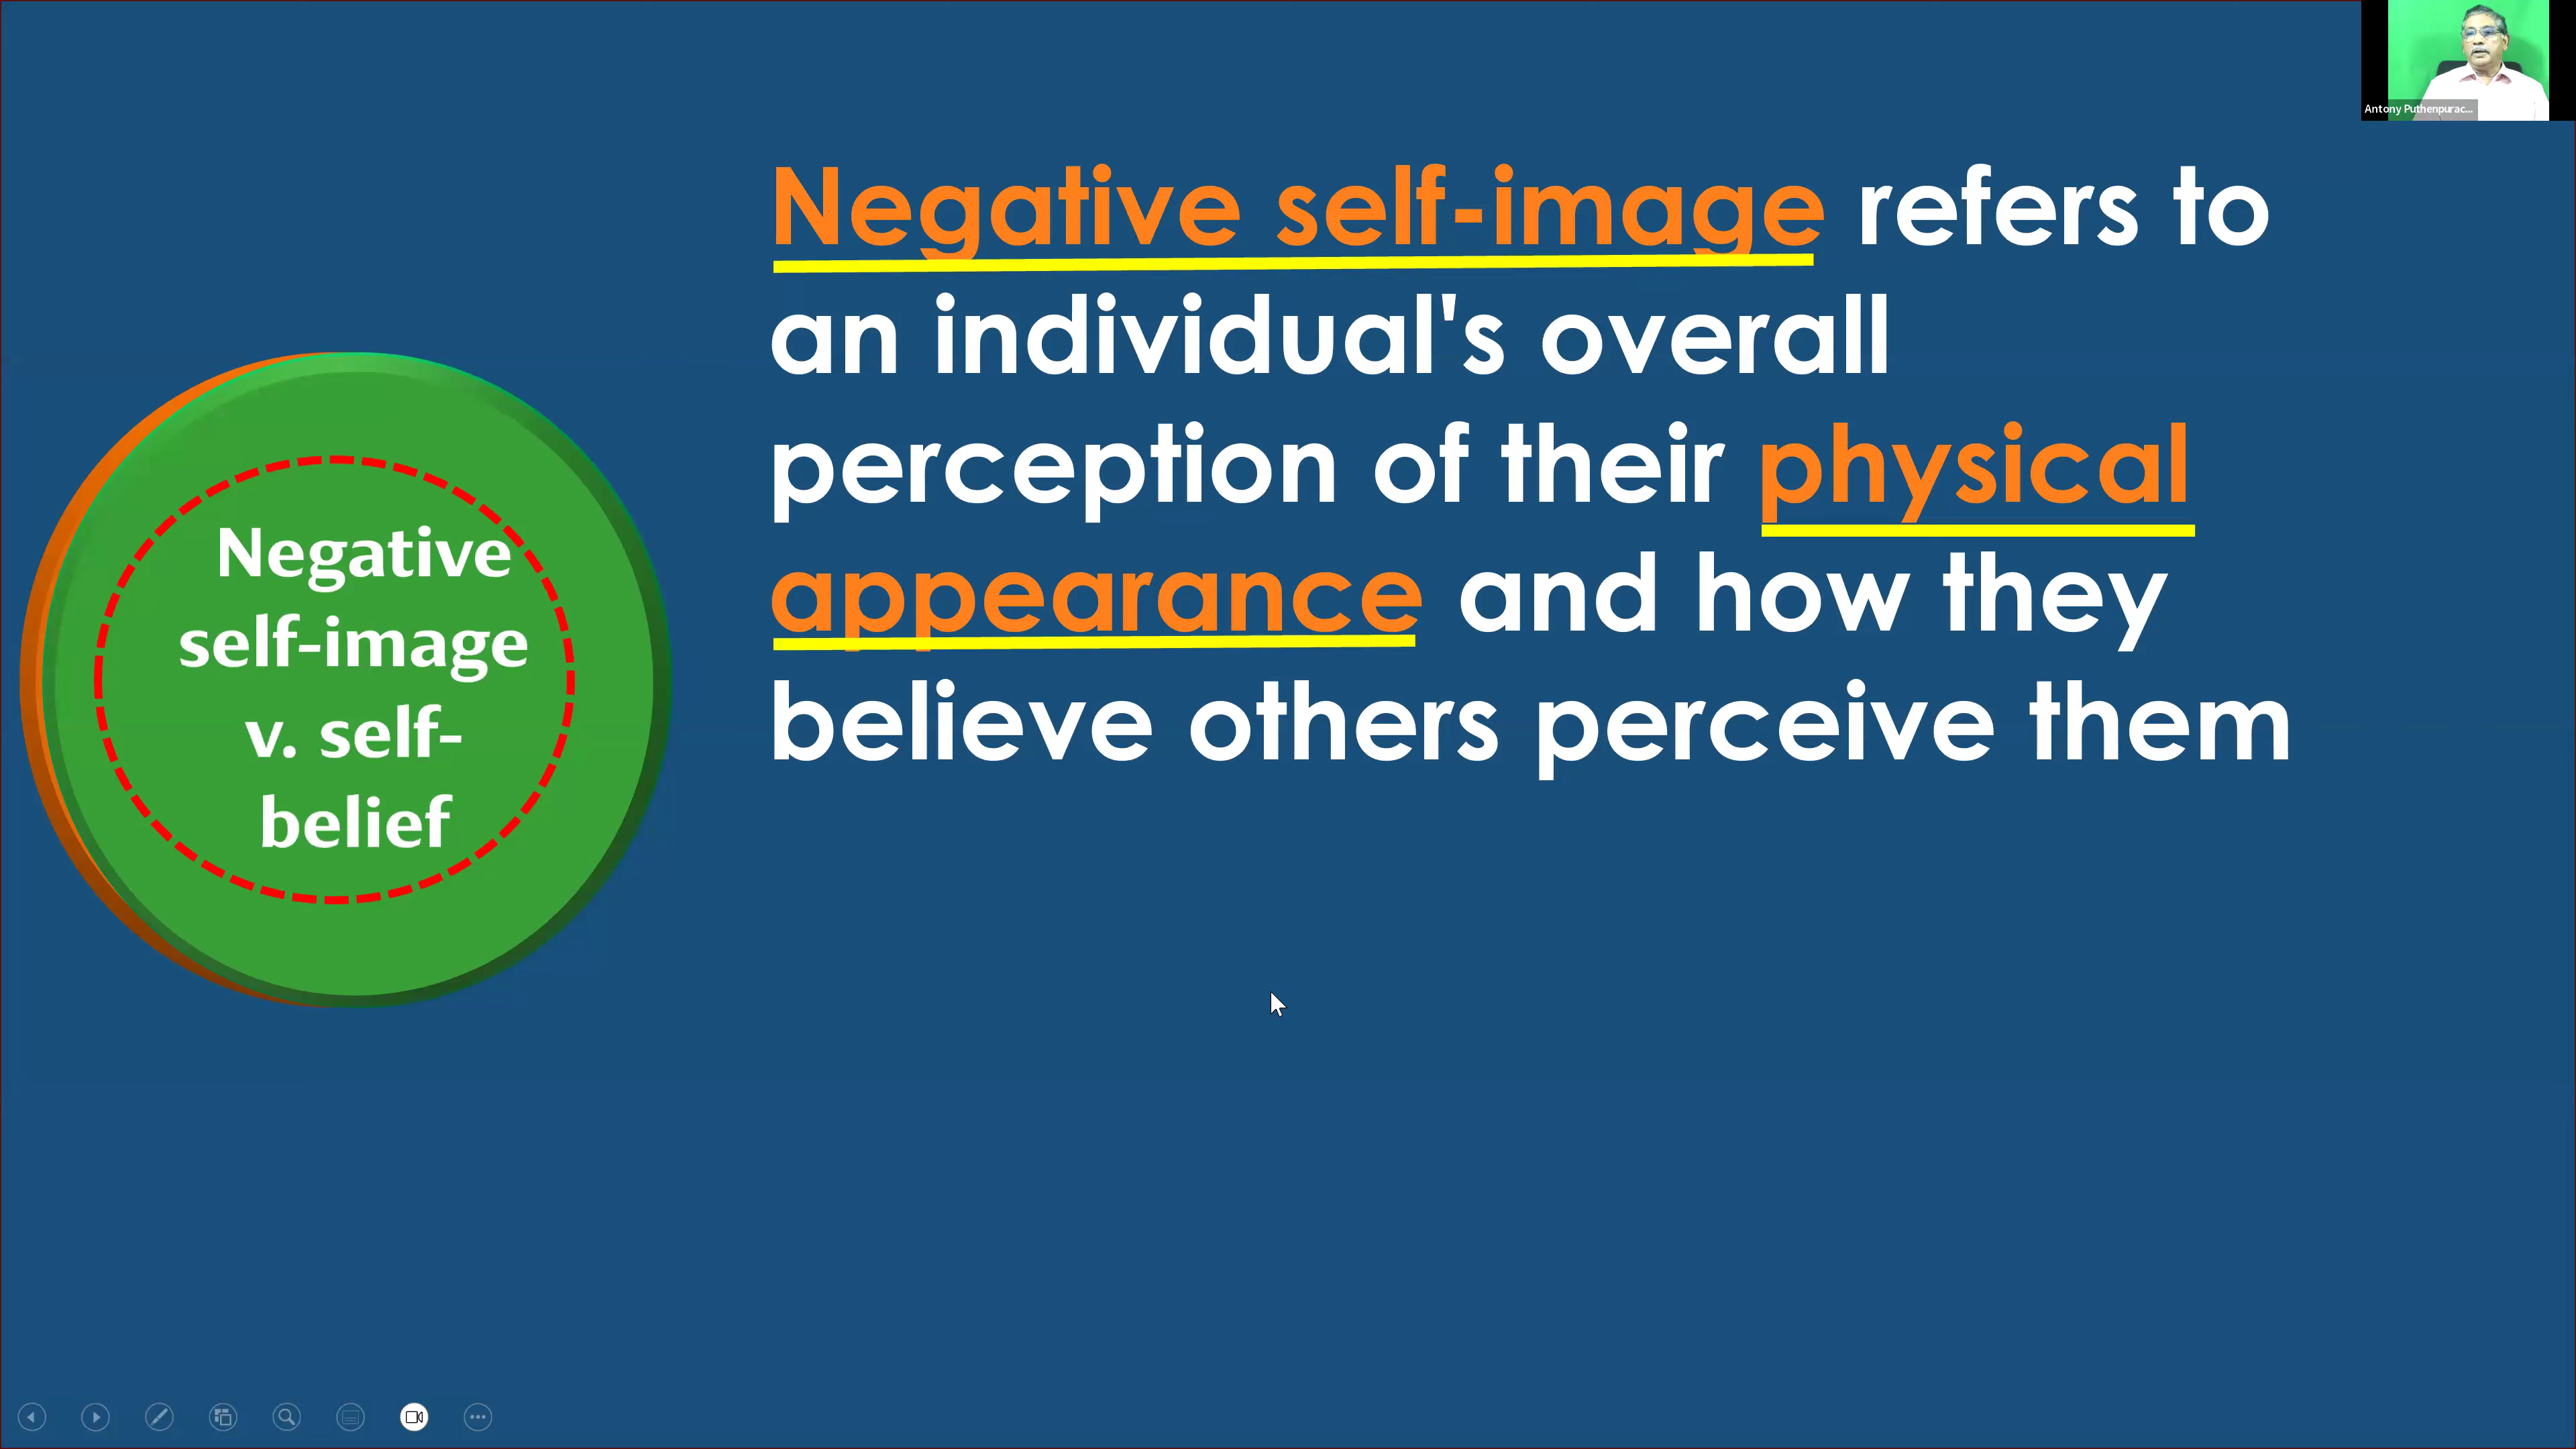 Antony Puthenpurac...
Negative self-image refers to
an individual's overall
perception of their physical
appearance and how they
believe others perceive them
Negative
self-image
v. self-
belief